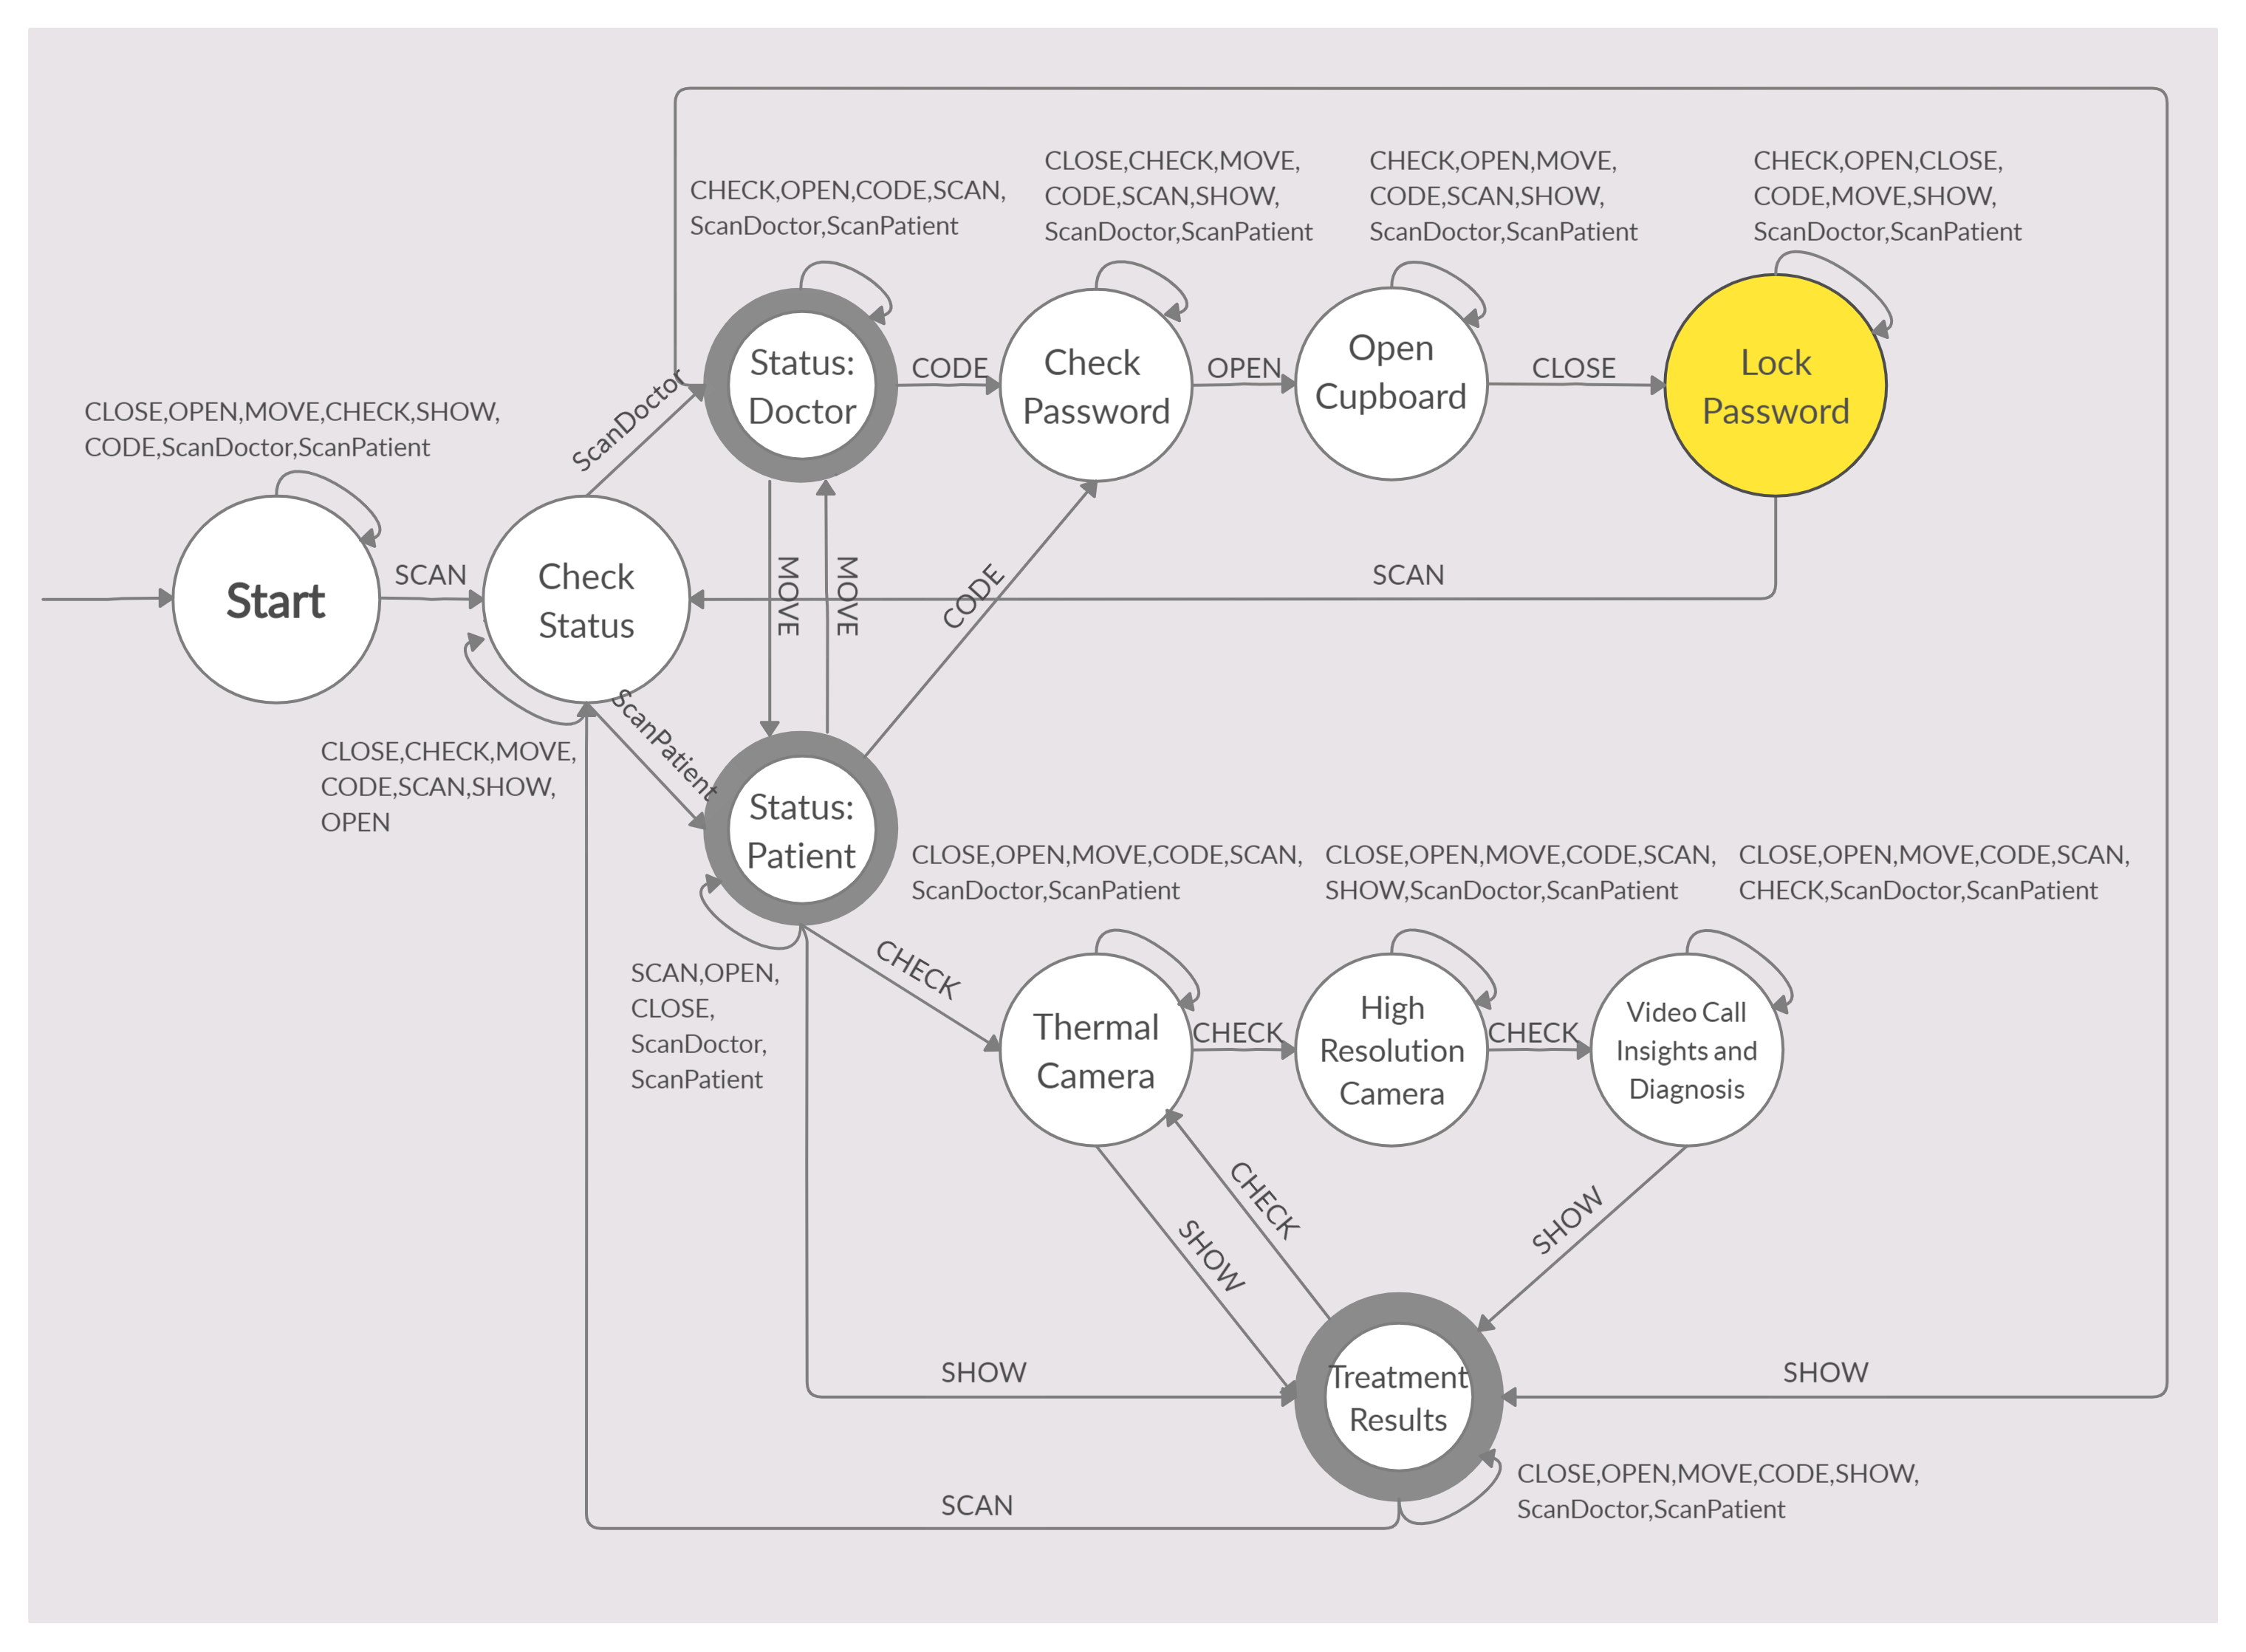 CHECK,OPEN,CODE,SCAN,
ScanDoctor,ScanPatient
CLOSE,CHECK,MOVE,
CODE,SCAN,SHOW,
ScanDoctor,ScanPatient
CHECK,OPEN,MOVE,
CODE,SCAN,SHOW,
ScanDoctor,ScanPatient
CHECK,OPEN,CLOSE,
CODE,MOVE,SHOW,
ScanDoctor,ScanPatient
Status:
Doctor
CODE
Check
Password
OPEN
Open
Cupboard
CLOSE
Lock
Password
CLOSE,OPEN,MOVE,CHECK,SHOW,
CODE,ScanDoctor,ScanPatient
ScanDoctor
Start
SCAN
Check
Status
MOVE
MOVE
CODE
SCAN
ScanPatient
CLOSE,CHECK,MOVE,
CODE,SCAN,SHOW,
OPEN
Status:
Patient
CLOSE,OPEN,MOVE,CODE,SCAN,
ScanDoctor,ScanPatient
CLOSE,OPEN,MOVE,CODE,SCAN,
SHOW,ScanDoctor,ScanPatient
CLOSE,OPEN,MOVE,CODE,SCAN,
CHECK,ScanDoctor,ScanPatient
SCAN,OPEN,
CLOSE,
ScanDoctor,
ScanPatient
CHECK
Thermal
Camera
CHECK
High
Resolution
Camera
CHECK
Video Call
Insights and
Diagnosis
SHOW
CHECK
SHOW
SHOW
Treatment
Results
SHOW
CLOSE,OPEN,MOVE,CODE,SHOW,
ScanDoctor,ScanPatient
SCAN